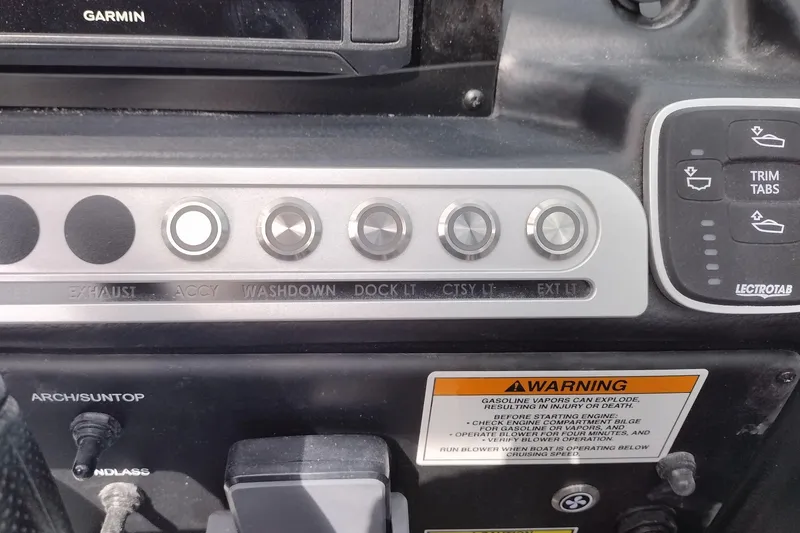 GARMIN
TRIM
TABS
LECTROTAB
EXHAUST ACCY WASHDOWN DOCK LT CTSY LT EXT LT
ARCH/SUNTOP
NDLASS
WARNING
GASOLINE VAPORS CAN EXPLODE,
RESULTING IN INJURY OR DEATH.
BEFORE STARTING ENGINE:
• CHECK ENGINE COMPARTMENT BILGE
FOR GASOLINE OR VAPORS, AND
• OPERATE BLOWER FOR FOUR MINUTES, AND
• VERIFY BLOWER OPERATION.
RUN BLOWER WHEN BOAT IS OPERATING BELOW
CRUISING SPEED.